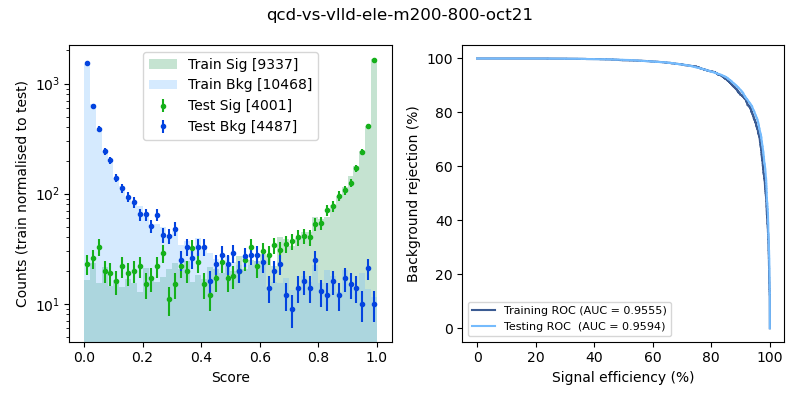 qcd-vs-vlld-ele-m200-800-oct21
Counts (train normalised to test)
10³
10²
10¹
Train Sig [9337]
Train Bkg [10468]
Test Sig [4001]
Test Bkg [4487]
0.0 0.2 0.4 0.6 0.8 1.0
Score
Background rejection (%)
100
80
60
40
20
0
Training ROC (AUC = 0.9555)
Testing ROC (AUC = 0.9594)
0 20 40 60 80 100
Signal efficiency (%)